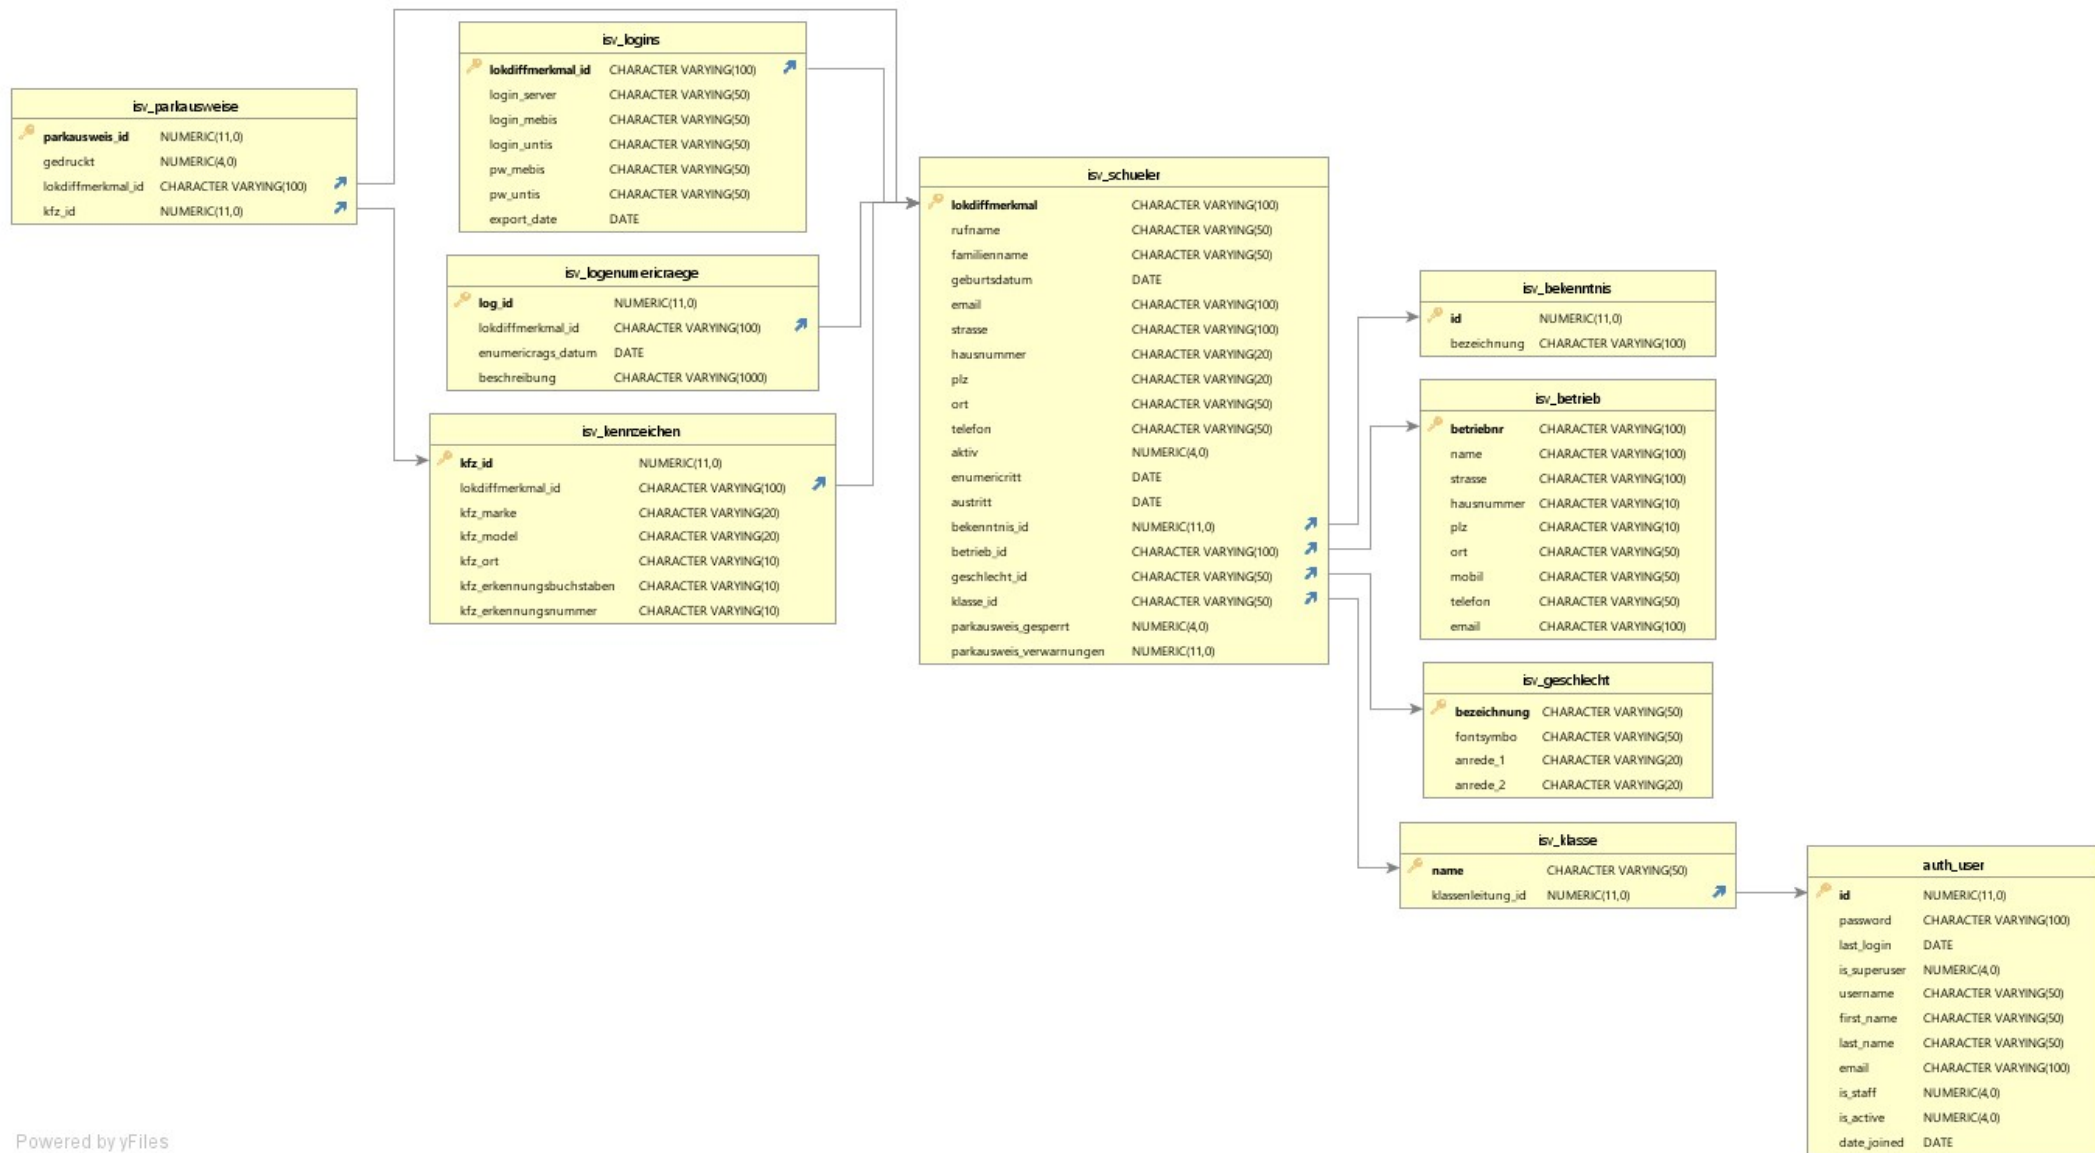 isv_parkausweise
parkausweis_id NUMERIC(11,0)
gedruckt NUMERIC(4,0)
lokdiffmerkmal_id CHARACTER VARYING(100)
kfz_id NUMERIC(11,0)
isv_logins
lokdiffmerkmal_id CHARACTER VARYING(100)
login_server CHARACTER VARYING(50)
login_mebis CHARACTER VARYING(50)
login_untis CHARACTER VARYING(50)
pw_mebis CHARACTER VARYING(50)
pw_untis CHARACTER VARYING(50)
export_date DATE
isv_logenumericraege
log_id NUMERIC(11,0)
lokdiffmerkmal_id CHARACTER VARYING(100)
enumericrags_datum DATE
beschreibung CHARACTER VARYING(1000)
isv_kennzeichen
kfz_id NUMERIC(11,0)
lokdiffmerkmal_id CHARACTER VARYING(100)
kfz_marke CHARACTER VARYING(20)
kfz_model CHARACTER VARYING(20)
kfz_ort CHARACTER VARYING(10)
kfz_erkennungsbuchstaben CHARACTER VARYING(10)
kfz_erkennungsnummer CHARACTER VARYING(10)
isv_schueler
lokdiffmerkmal CHARACTER VARYING(100)
rufname CHARACTER VARYING(50)
familienname CHARACTER VARYING(50)
geburtsdatum DATE
email CHARACTER VARYING(100)
strasse CHARACTER VARYING(100)
hausnummer CHARACTER VARYING(20)
plz CHARACTER VARYING(20)
ort CHARACTER VARYING(50)
telefon CHARACTER VARYING(50)
aktiv NUMERIC(4,0)
enumericritt DATE
austritt DATE
bekenntnis_id NUMERIC(11,0)
betrieb_id CHARACTER VARYING(100)
geschlecht_id CHARACTER VARYING(50)
klasse_id CHARACTER VARYING(50)
parkausweis_gesperrt NUMERIC(4,0)
parkausweis_verwarnungen NUMERIC(11,0)
isv_bekenntnis
id NUMERIC(11,0)
bezeichnung CHARACTER VARYING(100)
isv_betrieb
betriebnr CHARACTER VARYING(100)
name CHARACTER VARYING(100)
strasse CHARACTER VARYING(100)
hausnummer CHARACTER VARYING(10)
plz CHARACTER VARYING(10)
ort CHARACTER VARYING(50)
mobil CHARACTER VARYING(50)
telefon CHARACTER VARYING(50)
email CHARACTER VARYING(100)
isv_geschlecht
bezeichnung CHARACTER VARYING(50)
fontsymbo CHARACTER VARYING(50)
anrede_1 CHARACTER VARYING(20)
anrede_2 CHARACTER VARYING(20)
isv_klasse
name CHARACTER VARYING(50)
klassenleitung_id NUMERIC(11,0)
auth_user
id NUMERIC(11,0)
password CHARACTER VARYING(100)
last_login DATE
is_superuser NUMERIC(4,0)
username CHARACTER VARYING(50)
first_name CHARACTER VARYING(50)
last_name CHARACTER VARYING(50)
email CHARACTER VARYING(100)
is_staff NUMERIC(4,0)
is_active NUMERIC(4,0)
date_joined DATE
Powered by yFiles